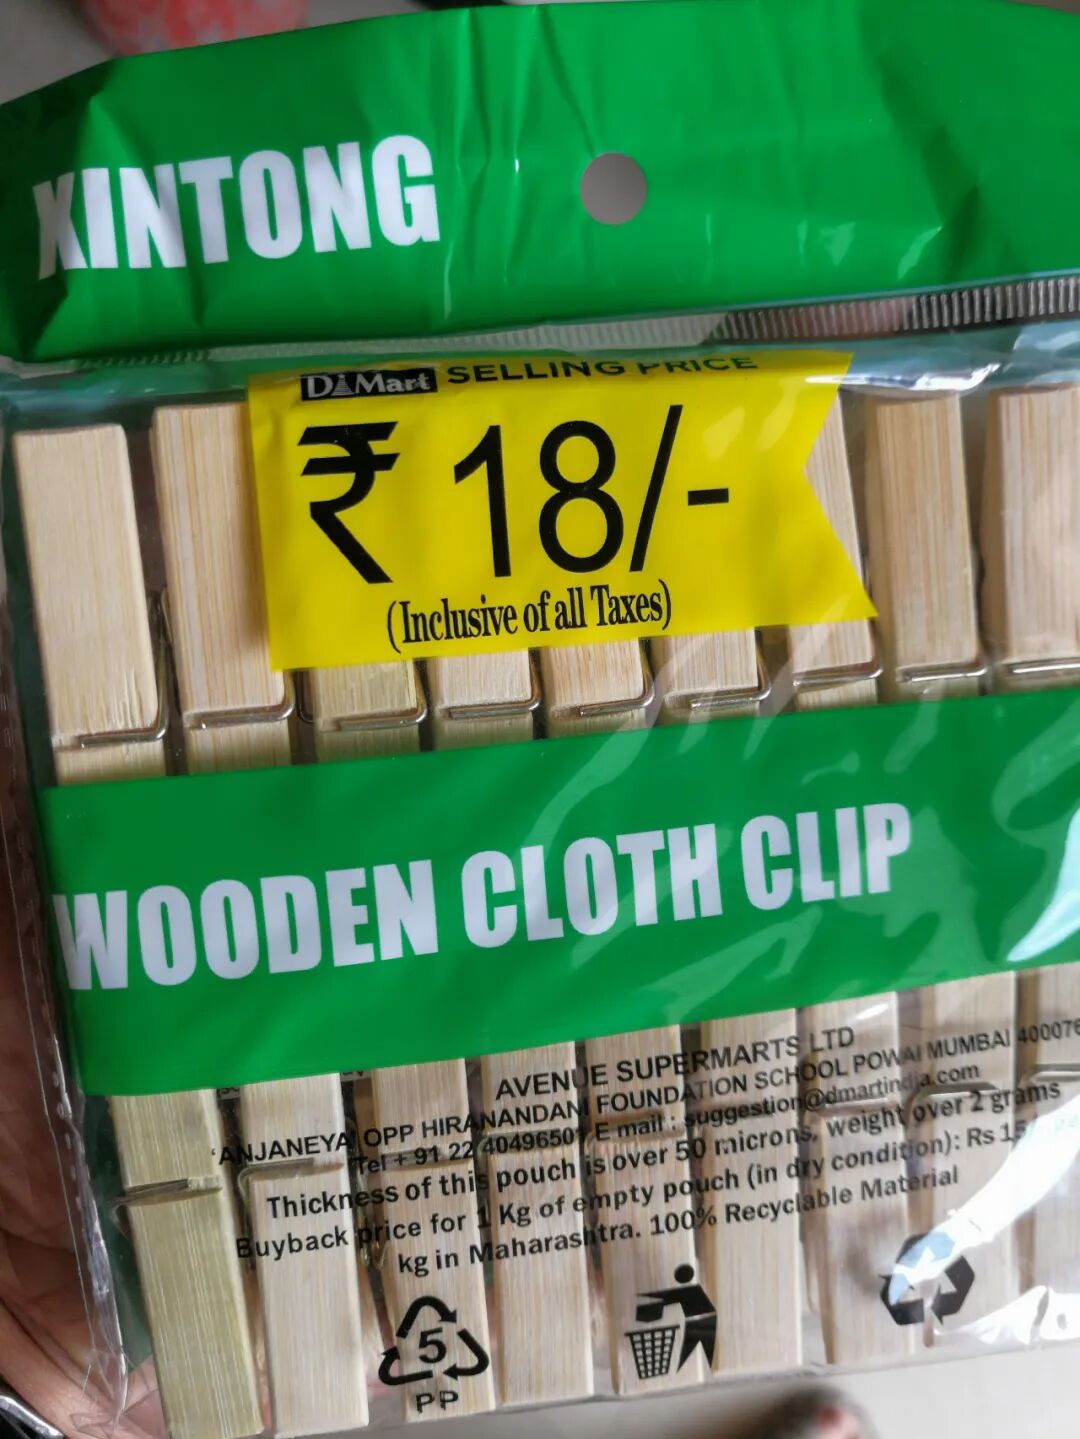 XINTONG
DMart SELLING PRICE
₹ 18/-
(Inclusive of all Taxes)
WOODEN CLOTH CLIP
AVENUE SUPERMARTS LTD
'ANJANEYA' OPP HIRANANDANI FOUNDATION SCHOOL POWAI MUMBAI 400076
Tel + 91 22 40496501 E mail : suggestion@dmartindia.com
Thickness of this pouch is over 50 microns, weight over 2 grams
Buyback price for 1 Kg of empty pouch (in dry condition): Rs 15/-
kg in Maharashtra. 100% Recyclable Material
5
PP